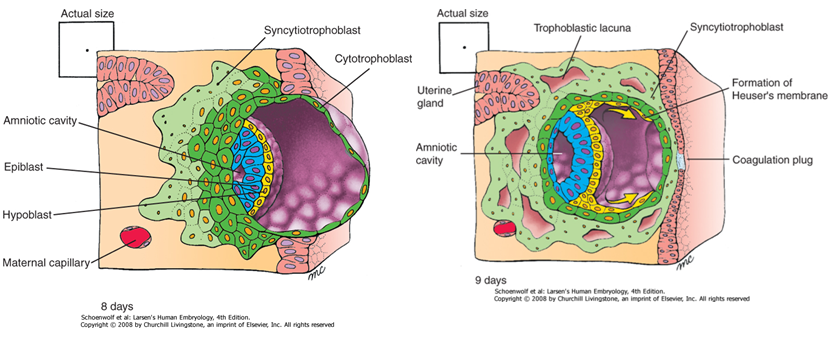 Actual size
Syncytiotrophoblast
Cytotrophoblast
Amniotic cavity
Epiblast
Hypoblast
Maternal capillary
mc
8 days
Schoenwolf et al: Larsen's Human Embryology, 4th Edition.
Copyright © 2008 by Churchill Livingstone, an imprint of Elsevier, Inc. All rights reserved
Actual size
Trophoblastic lacuna
Syncytiotrophoblast
Uterine
gland
Formation of
Heuser's membrane
Amniotic
cavity
Coagulation plug
mc
9 days
Schoenwolf et al: Larsen's Human Embryology, 4th Edition.
Copyright © 2008 by Churchill Livingstone, an imprint of Elsevier, Inc. All rights reserved